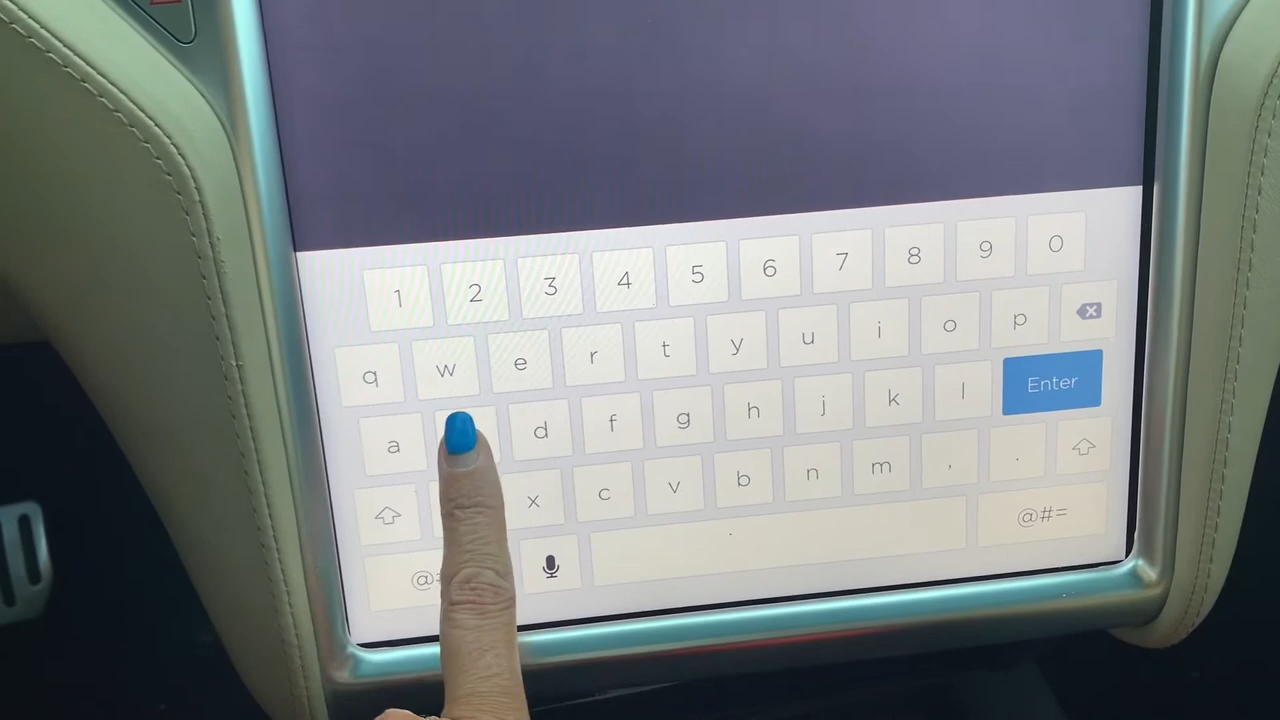 1 2 3 4 5 6 7 8 9 0
q w e r t y u i o p
a d f g h j k l Enter
x c v b n m , .
@ @#=